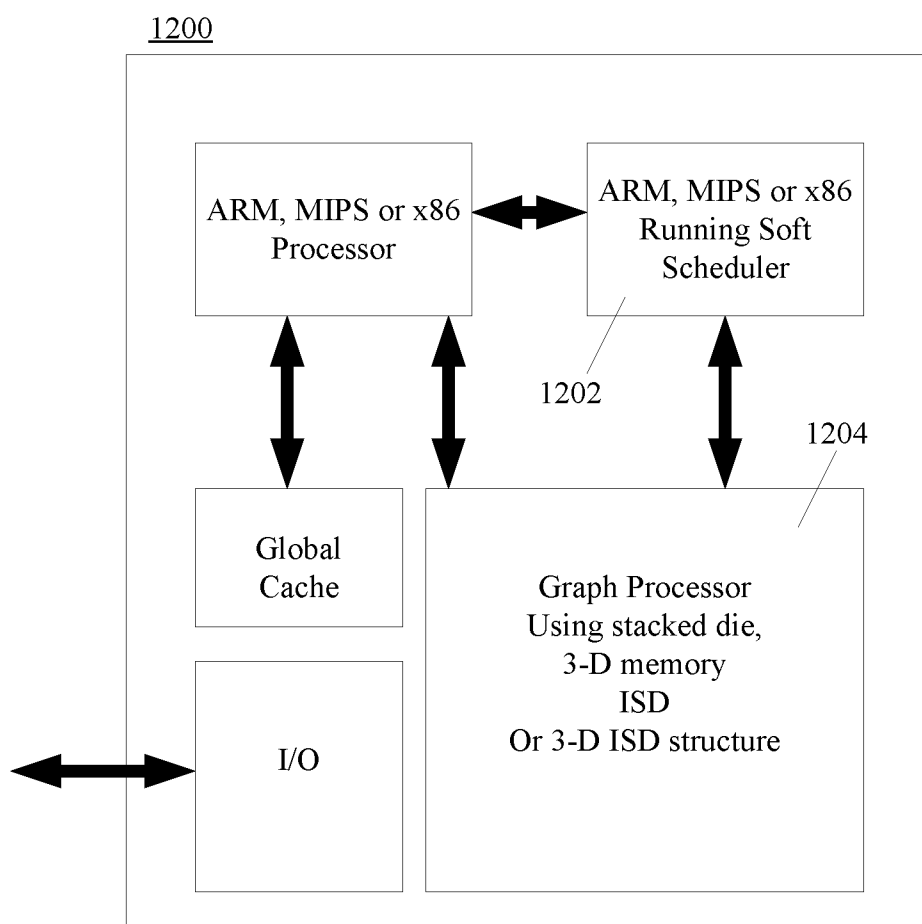 1200
ARM, MIPS or x86
Processor
ARM, MIPS or x86
Running Soft
Scheduler
1202
1204
Global
Cache
Graph Processor
Using stacked die,
3-D memory
ISD
Or 3-D ISD structure
I/O